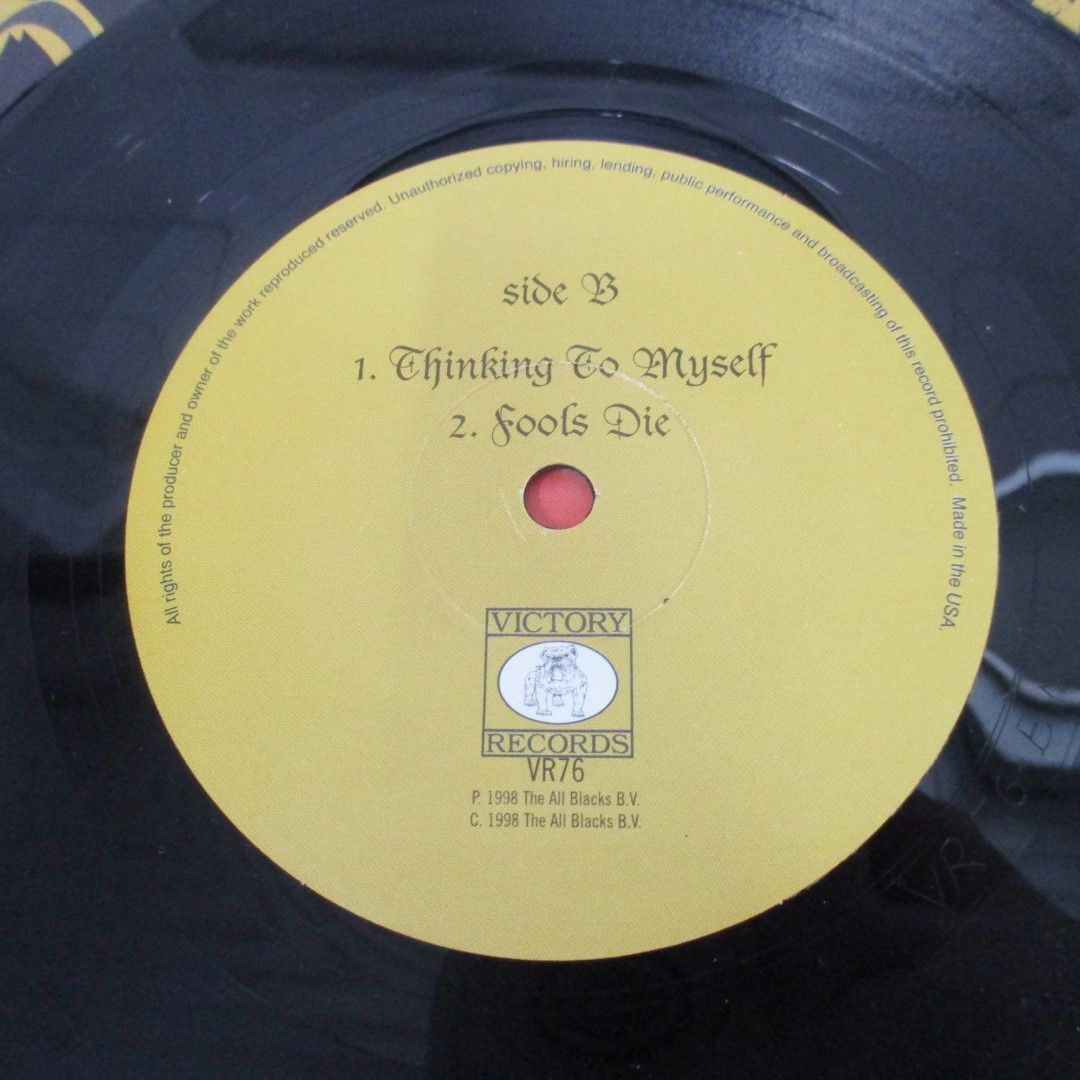 All rights of the producer and owner of the work reproduced reserved. Unauthorized copying, hiring, lending, public performance and broadcasting of this record prohibited. Made in the USA.
side B
1. Thinking To Myself
2. Fools Die
VICTORY
RECORDS
VR76
P. 1998 The All Blacks B.V.
C. 1998 The All Blacks B.V.